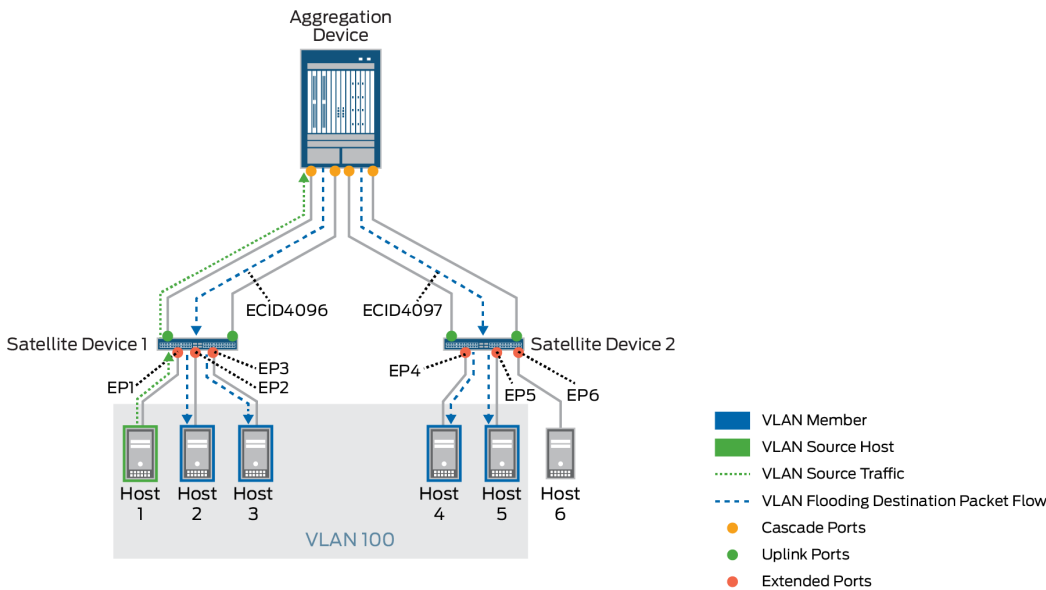 Aggregation
Device
ECID4096
ECID4097
Satellite Device 1
Satellite Device 2
EP1
EP3
EP2
EP4
EP5
EP6
Host
1
Host
2
Host
3
Host
4
Host
5
Host
6
VLAN 100
VLAN Member
VLAN Source Host
VLAN Source Traffic
VLAN Flooding Destination Packet Flow
Cascade Ports
Uplink Ports
Extended Ports